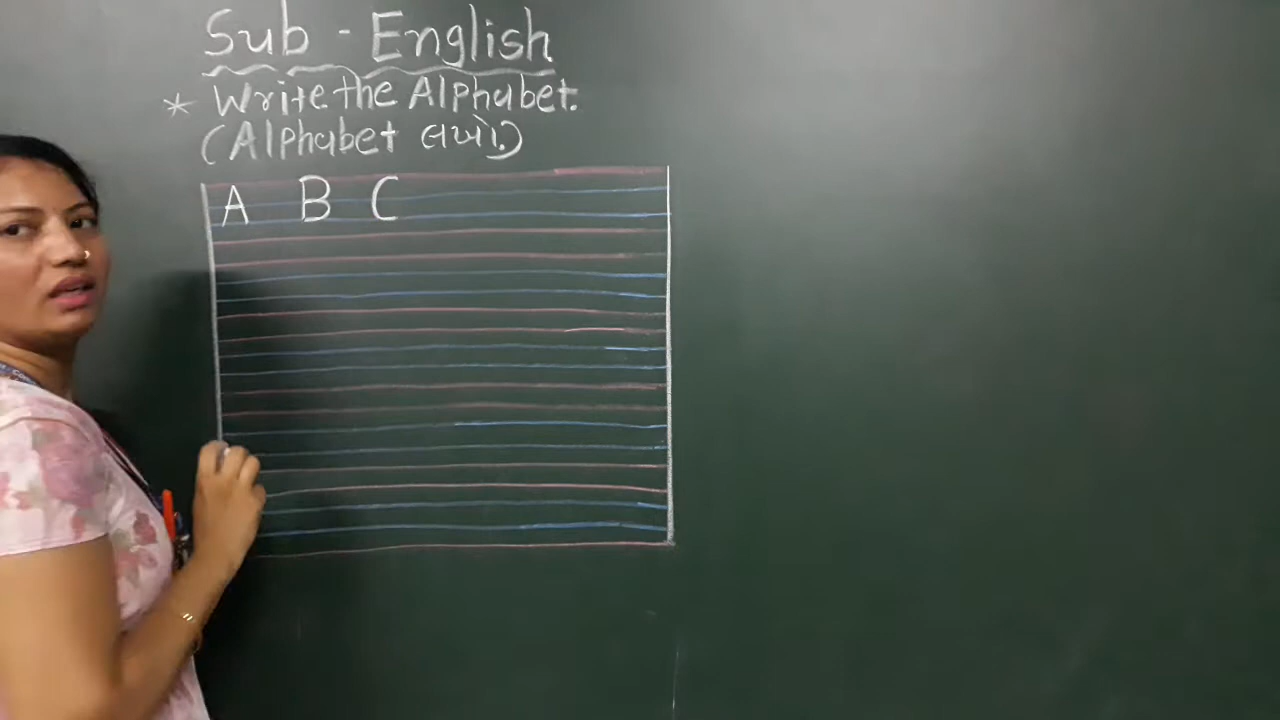 Sub - English
* Write the Alphabet.
(Alphabet લખો.)
A B C